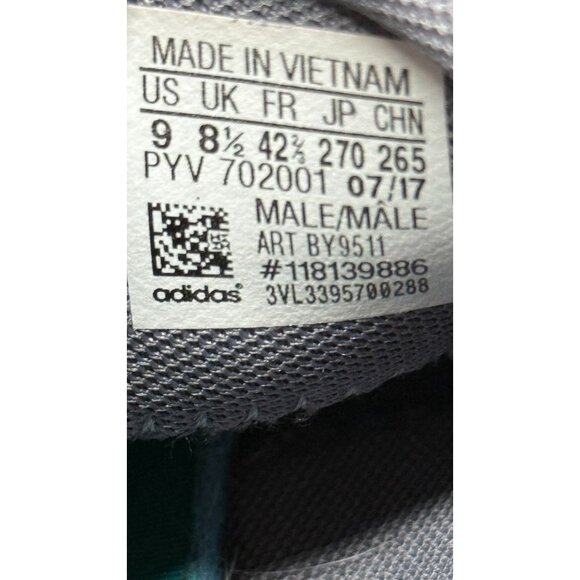 MADE IN VIETNAM
US UK FR JP CHN
9 8½ 42⅔ 270 265
PYV 702001 07/17
MALE/MÂLE
ART BY9511
#118139886
adidas® 3VL3395700288